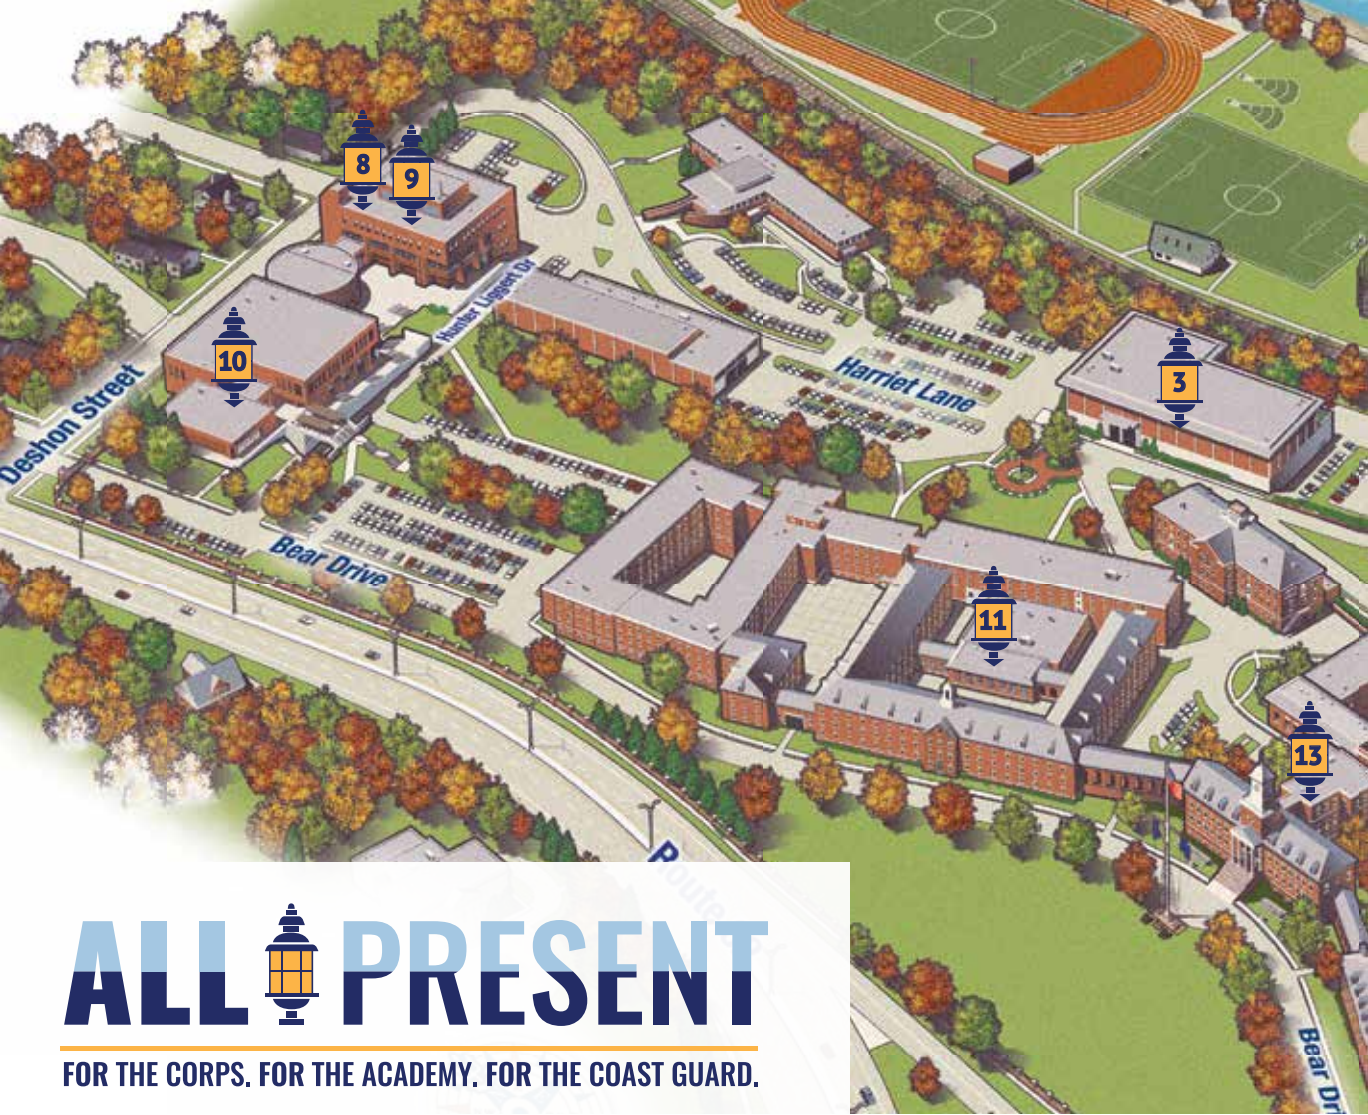 8
9
Hunter Liggett Dr
10
Deshon Street
Harriet Lane
3
Bear Drive
11
13
Route
ALL PRESENT
FOR THE CORPS. FOR THE ACADEMY. FOR THE COAST GUARD.
Bear Dri